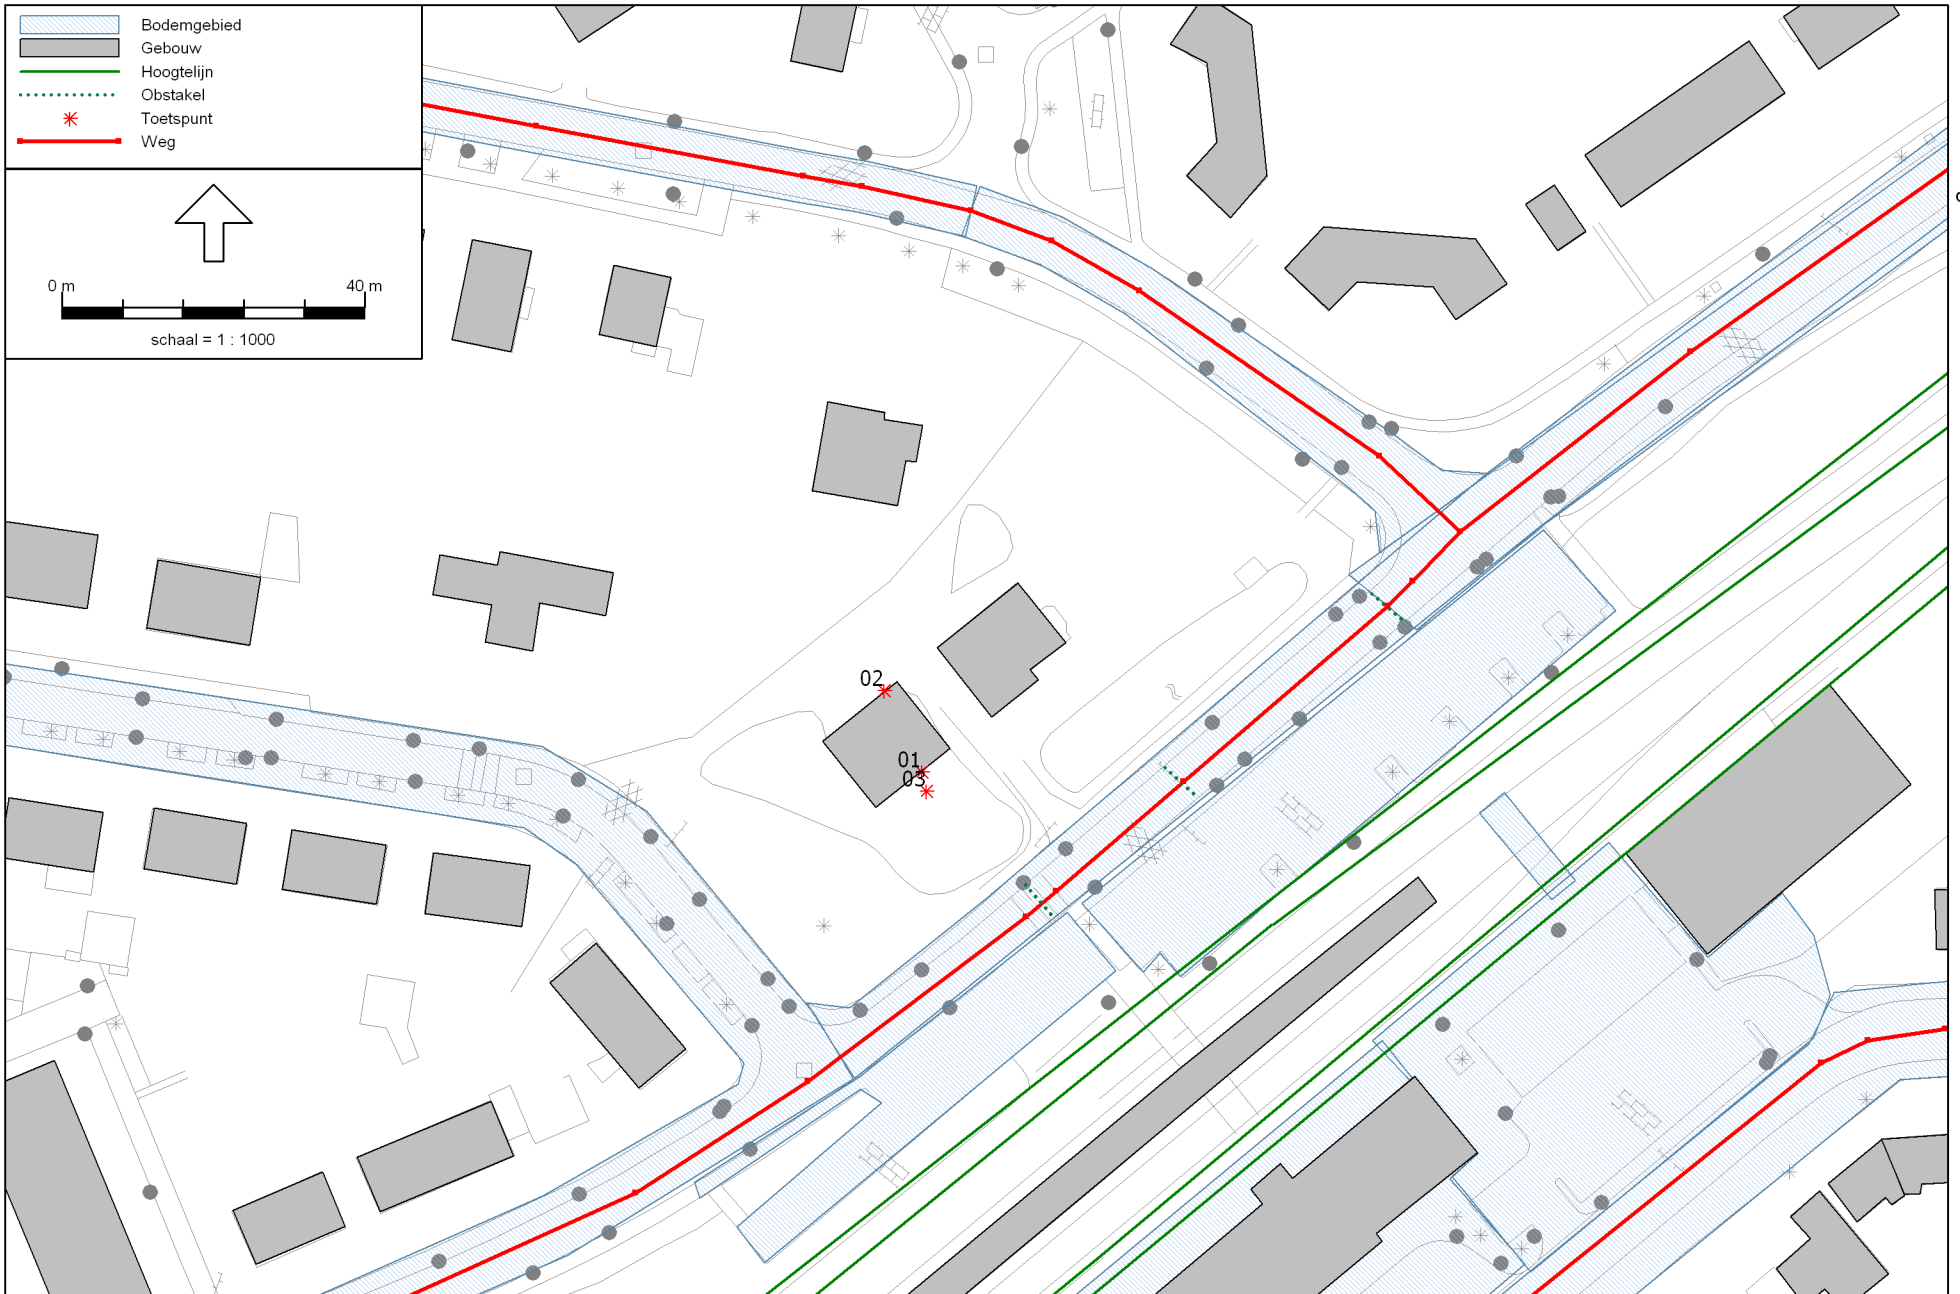 Bodemgebied
Gebouw
Hoogtelijn
Obstakel
Toetspunt
Weg
0 m 40 m
schaal = 1 : 1000
02
01
03